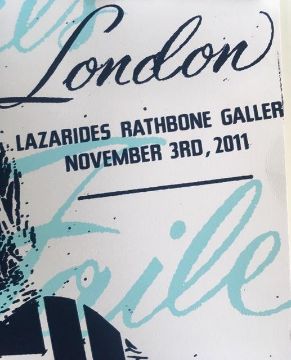 London
LAZARIDES RATHBONE GALLER
NOVEMBER 3RD, 2011
Faile